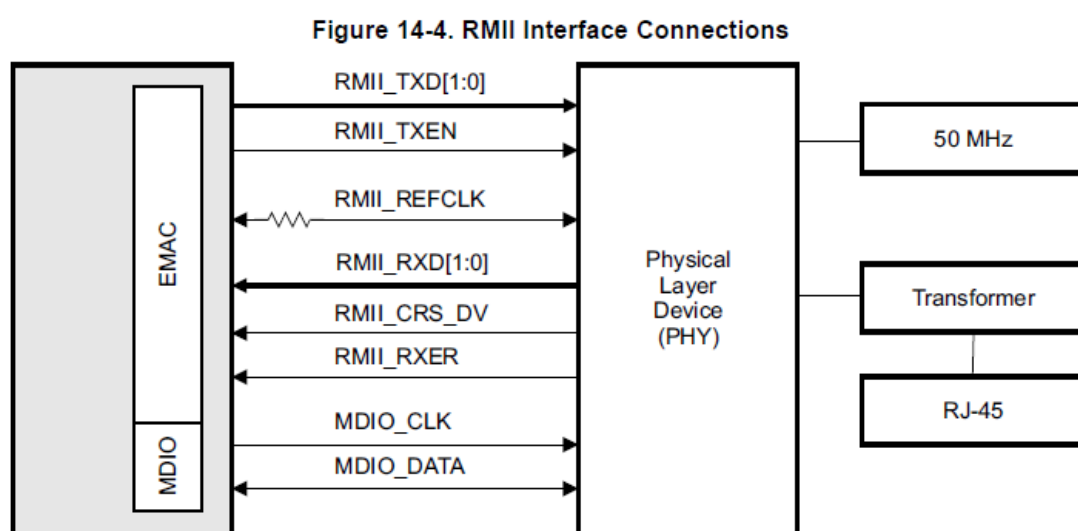 Figure 14-4. RMII Interface Connections
RMII_TXD[1:0]
RMII_TXEN
RMII_REFCLK
RMII_RXD[1:0]
RMII_CRS_DV
RMII_RXER
MDIO_CLK
MDIO_DATA
EMAC
MDIO
Physical
Layer
Device
(PHY)
50 MHz
Transformer
RJ-45